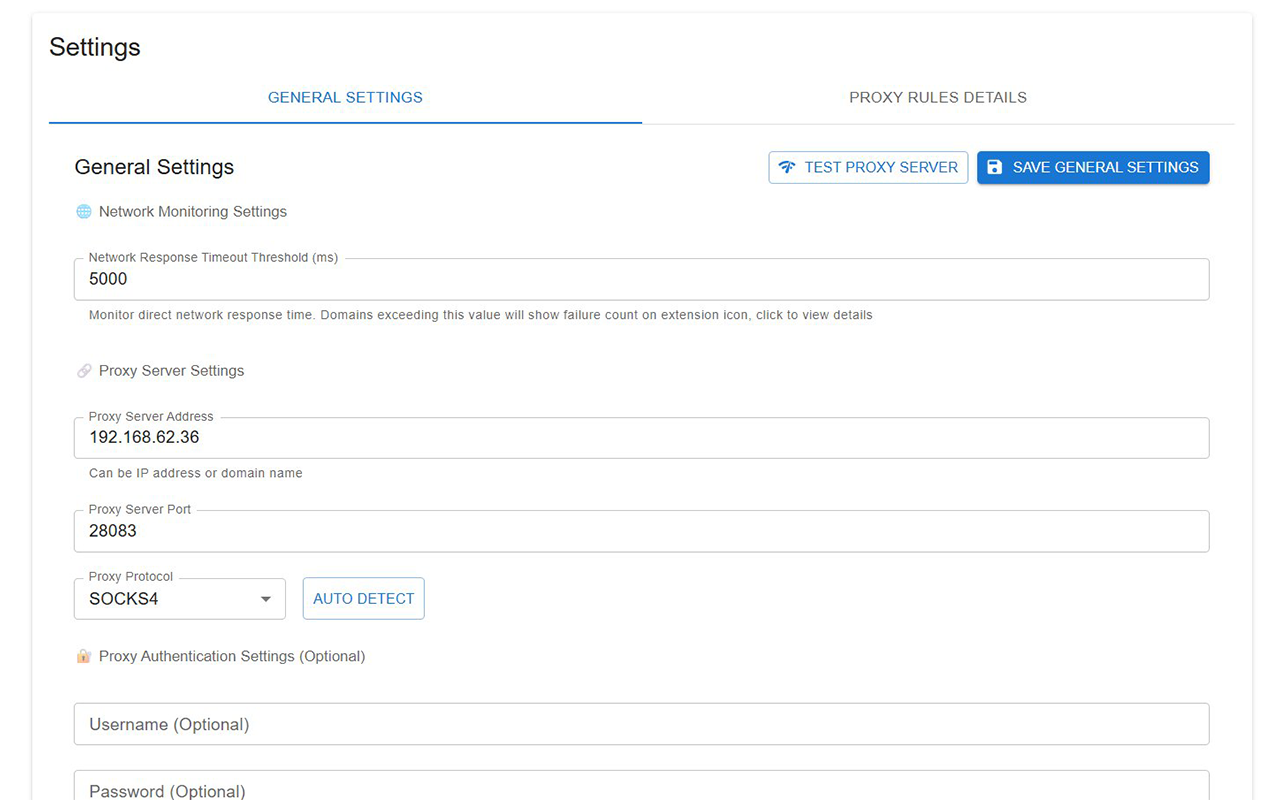 Settings
GENERAL SETTINGS
PROXY RULES DETAILS
General Settings
TEST PROXY SERVER
SAVE GENERAL SETTINGS
Network Monitoring Settings
Network Response Timeout Threshold (ms)
5000
Monitor direct network response time. Domains exceeding this value will show failure count on extension icon, click to view details
Proxy Server Settings
Proxy Server Address
192.168.62.36
Can be IP address or domain name
Proxy Server Port
28083
Proxy Protocol
SOCKS4
AUTO DETECT
Proxy Authentication Settings (Optional)
Username (Optional)
Password (Optional)